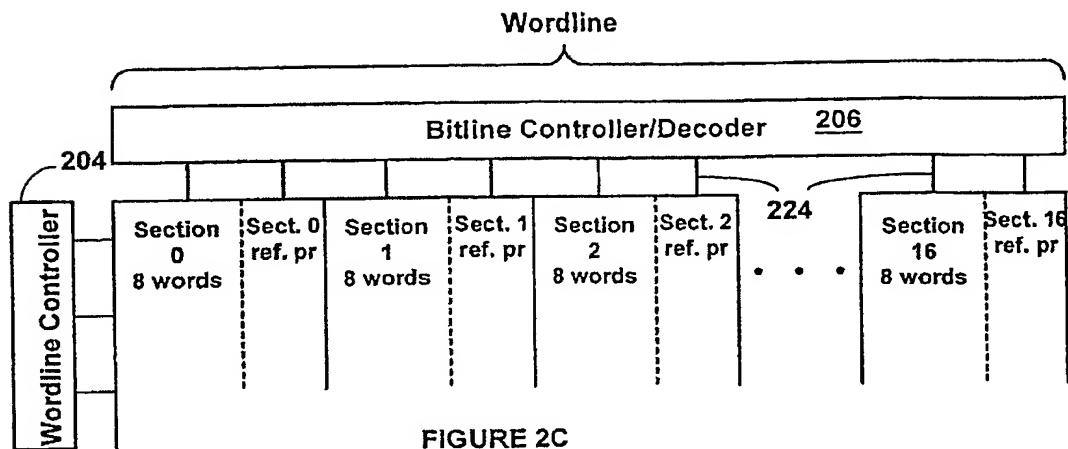 Wordline
Bitline Controller/Decoder 206
204
224
Wordline Controller
Section
0
8 words
Sect. 0
ref. pr
Section
1
8 words
Sect. 1
ref. pr
Section
2
8 words
Sect. 2
ref. pr
• • •
Section
16
8 words
Sect. 16
ref. pr
FIGURE 2C